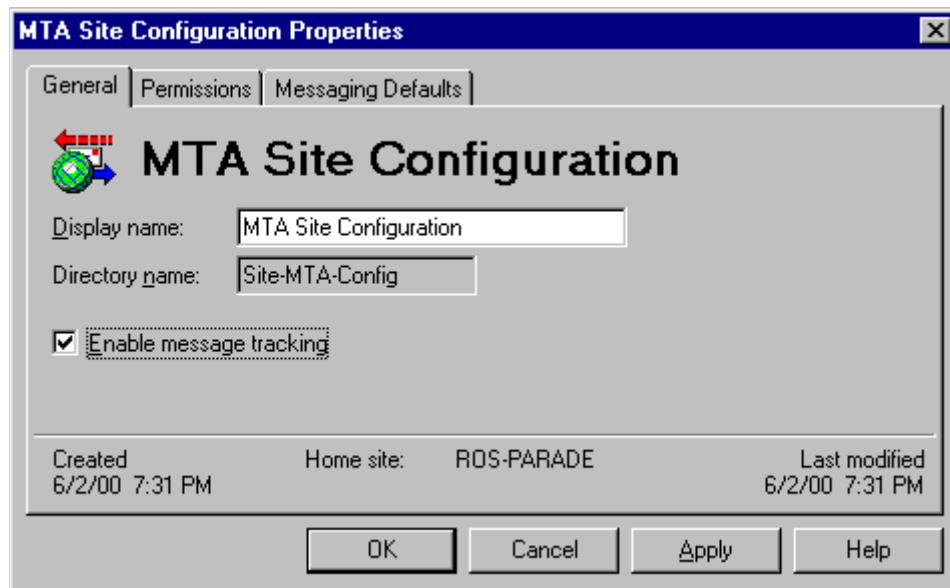 MTA Site Configuration Properties
General Permissions Messaging Defaults
MTA Site Configuration
Display name: MTA Site Configuration
Directory name: Site-MTA-Config
Enable message tracking
Created Home site: ROS-PARADE Last modified
6/2/00 7:31 PM 6/2/00 7:31 PM
OK Cancel Apply Help